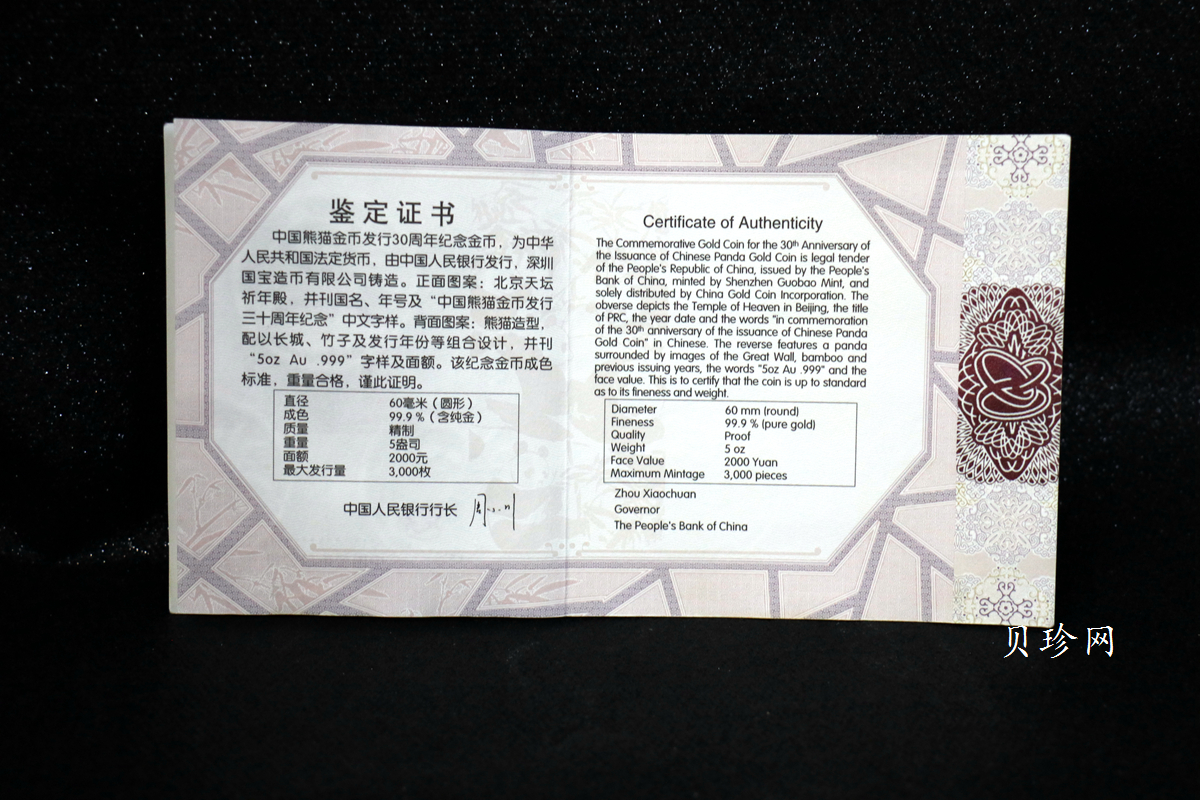 鉴定证书
中国熊猫金币发行30周年纪念金币，为中华
人民共和国法定货币，由中国人民银行发行，深圳
国宝造币有限公司铸造。正面图案：北京天坛
祈年殿，并刊国名、年号及“中国熊猫金币发行
三十周年纪念”中文字样。背面图案：熊猫造型，
配以长城、竹子及发行年份等组合设计，并刊
“5oz Au .999”字样及面额。该纪念金币成色
标准，重量合格，谨此证明。
直径 60毫米（圆形）
成色 99.9％（含纯金）
质量 精制
重量 5盎司
面额 2000元
最大发行量 3,000枚
中国人民银行行长
Certificate of Authenticity
The Commemorative Gold Coin for the 30th Anniversary of
the Issuance of Chinese Panda Gold Coin is legal tender
of the People's Republic of China, issued by the People's
Bank of China, minted by Shenzhen Guobao Mint, and
solely distributed by China Gold Coin Incorporation. The
obverse depicts the Temple of Heaven in Beijing, the title
of PRC, the year date and the words "in commemoration
of the 30th anniversary of the issuance of Chinese Panda
Gold Coin" in Chinese. The reverse features a panda
surrounded by images of the Great Wall, bamboo and
previous issuing years, the words "5oz Au .999" and the
face value. This is to certify that the coin is up to standard
as to its fineness and weight.
Diameter 60 mm (round)
Fineness 99.9 % (pure gold)
Quality Proof
Weight 5 oz
Face Value 2000 Yuan
Maximum Mintage 3,000 pieces
Zhou Xiaochuan
Governor
The People's Bank of China
贝珍网